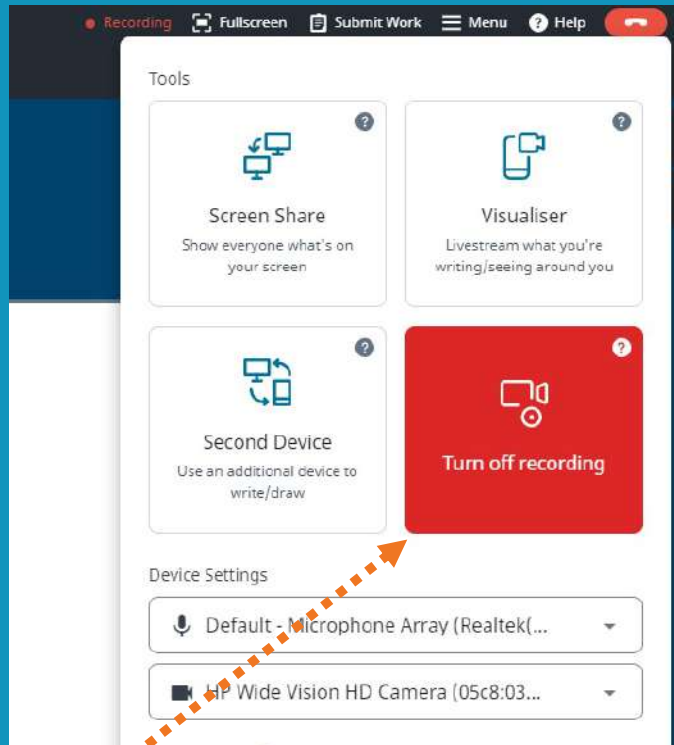 Recording Fullscreen Submit Work Menu ? Help
Tools
?
Screen Share
Show everyone what's on
your screen
?
Visualiser
Livestream what you're
writing/seeing around you
?
Second Device
Use an additional device to
write/draw
?
Turn off recording
Device Settings
Default - Microphone Array (Realtek(...
HP Wide Vision HD Camera (05c8:03...